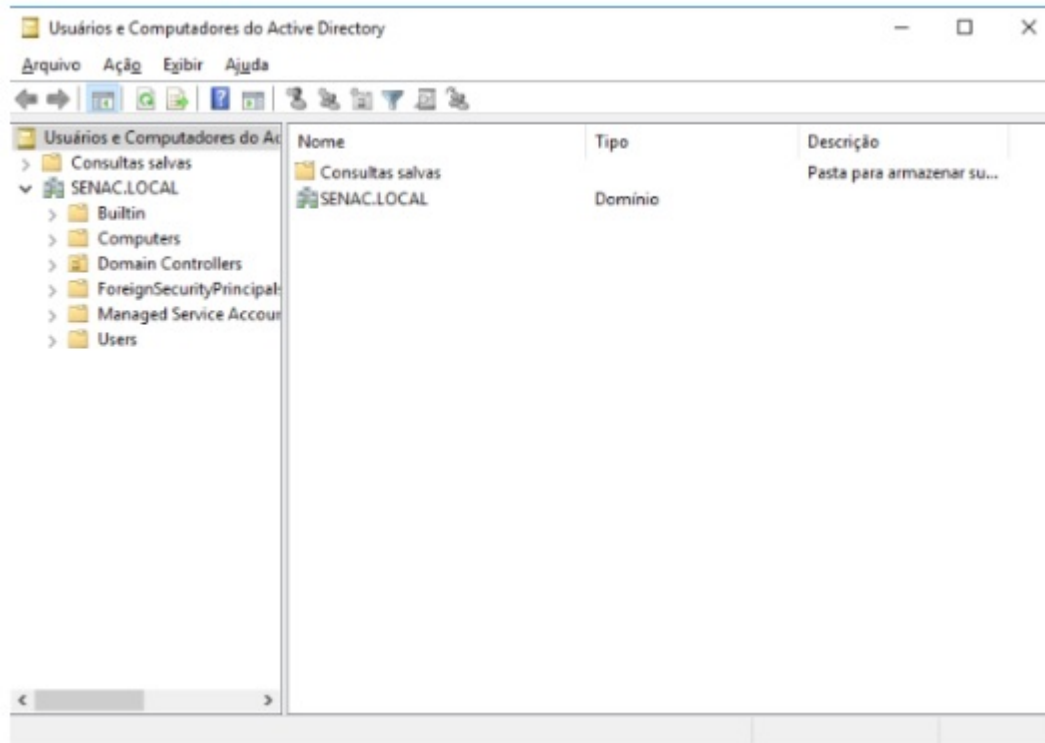 Usuários e Computadores do Active Directory
Arquivo Ação Exibir Ajuda
Usuários e Computadores do Ac
Consultas salvas
SENAC.LOCAL
Builtin
Computers
Domain Controllers
ForeignSecurityPrincipals
Managed Service Accour
Users
Nome Tipo Descrição
Consultas salvas Pasta para armazenar su...
SENAC.LOCAL Domínio